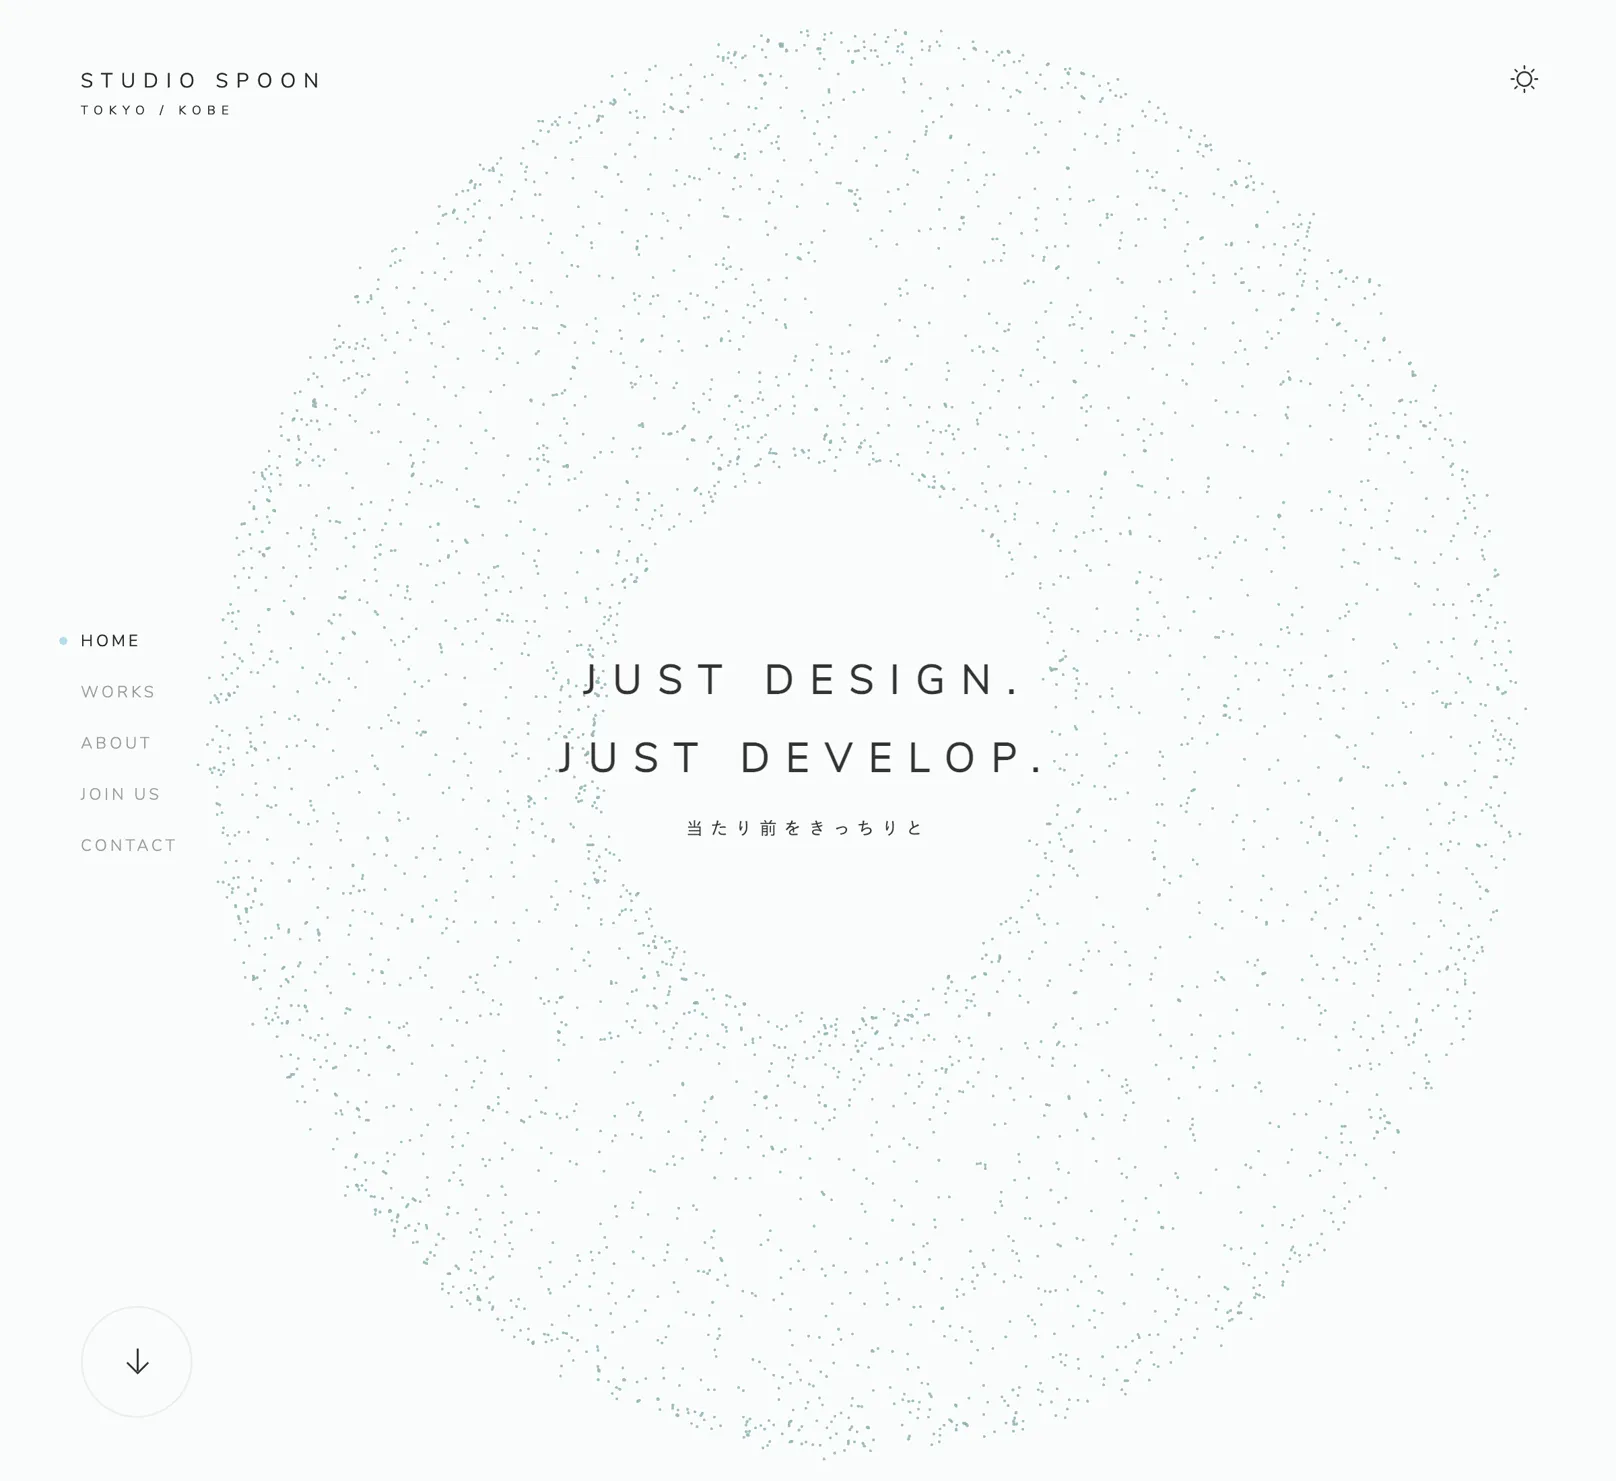 STUDIO SPOON
TOKYO / KOBE
HOME
WORKS
ABOUT
JOIN US
CONTACT
JUST DESIGN.
JUST DEVELOP.
当たり前をきっちりと